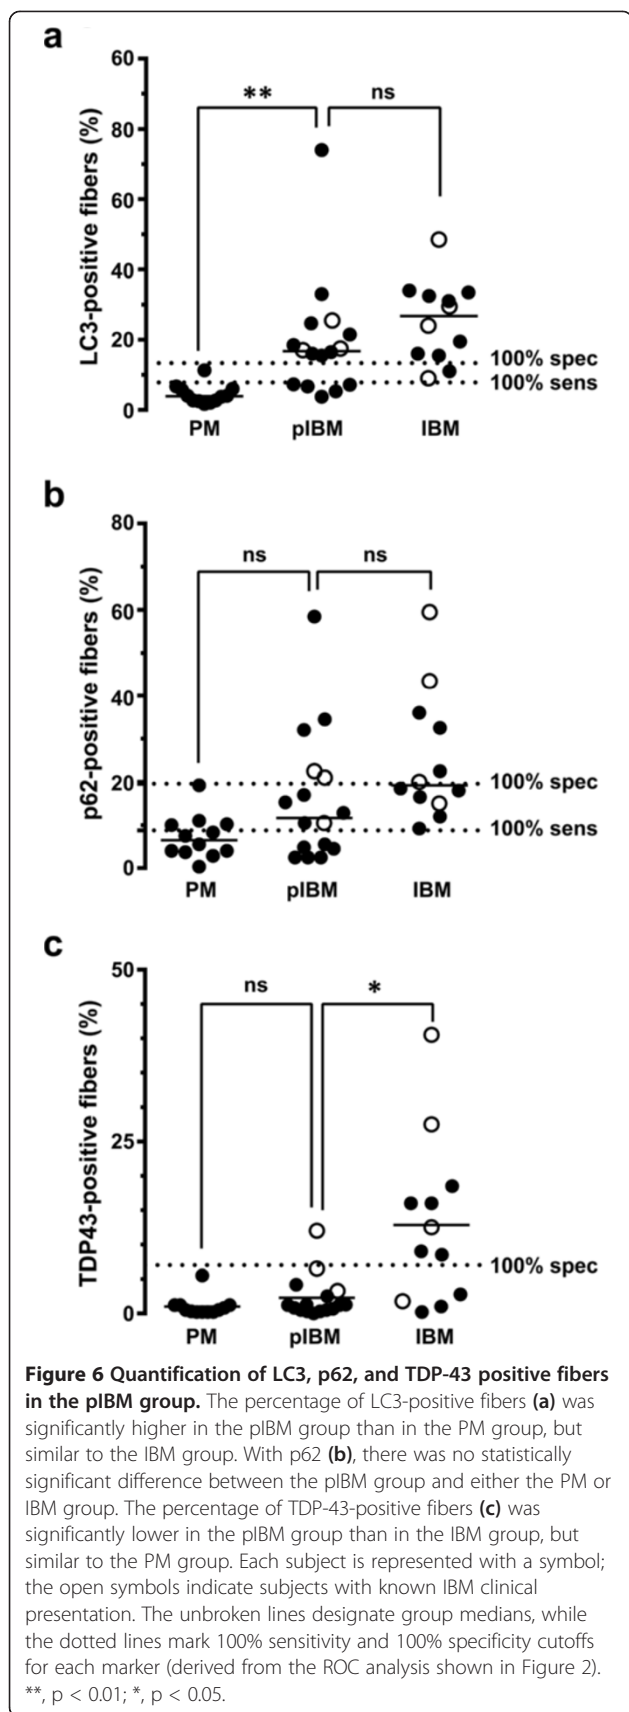 a
60
**
ns
80
60
40
20
0
LC3-positive fibers (%)
100% spec
100% sens
PM pIBM IBM
b
80
ns ns
60
40
20
0
p62-positive fibers (%)
100% spec
100% sens
PM pIBM IBM
c
50
ns
*
25
0
TDP43-positive fibers (%)
100% spec
PM pIBM IBM
Figure 6 Quantification of LC3, p62, and TDP-43 positive fibers
in the pIBM group. The percentage of LC3-positive fibers (a) was
significantly higher in the pIBM group than in the PM group, but
similar to the IBM group. With p62 (b), there was no statistically
significant difference between the pIBM group and either the PM or
IBM group. The percentage of TDP-43-positive fibers (c) was
significantly lower in the pIBM group than in the IBM group, but
similar to the PM group. Each subject is represented with a symbol;
the open symbols indicate subjects with known IBM clinical
presentation. The unbroken lines designate group medians, while
the dotted lines mark 100% sensitivity and 100% specificity cutoffs
for each marker (derived from the ROC analysis shown in Figure 2).
**, p < 0.01; *, p < 0.05.